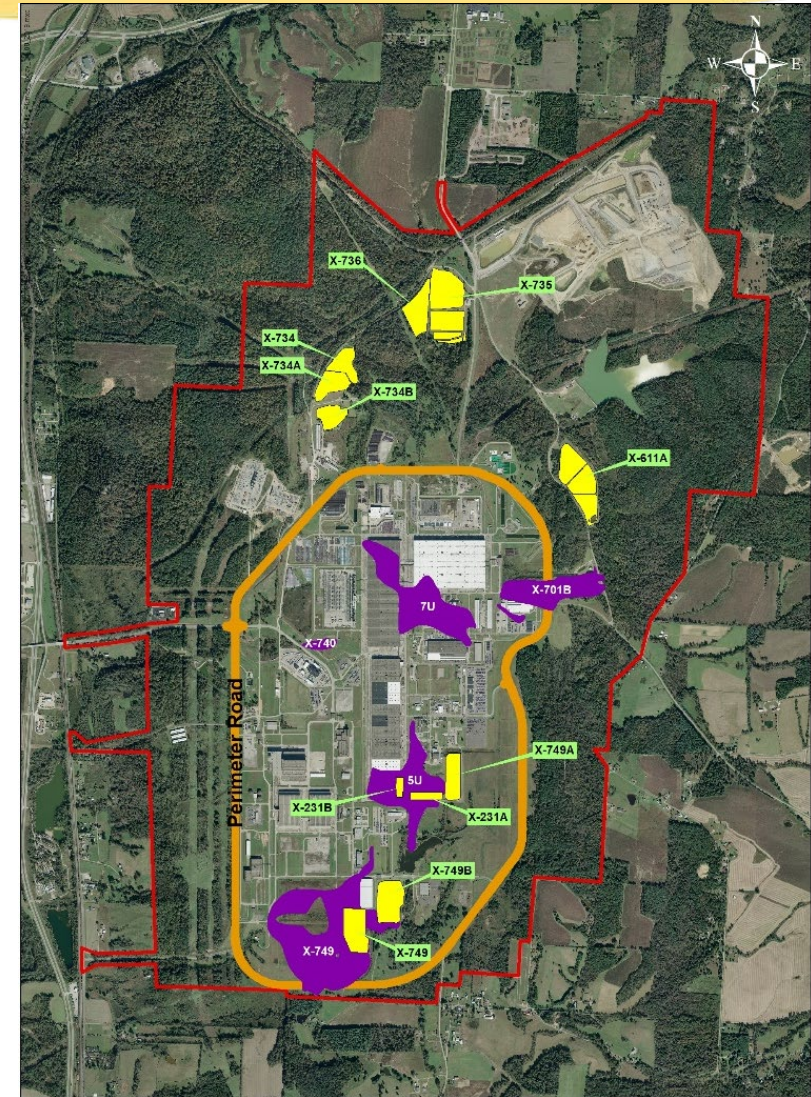 N
W E
S
X-736
X-735
X-734
X-734A
X-734B
X-611A
X-701B
7U
X-740
Perimeter Road
X-749A
5U
X-231B
X-231A
X-749B
X-749
X-749